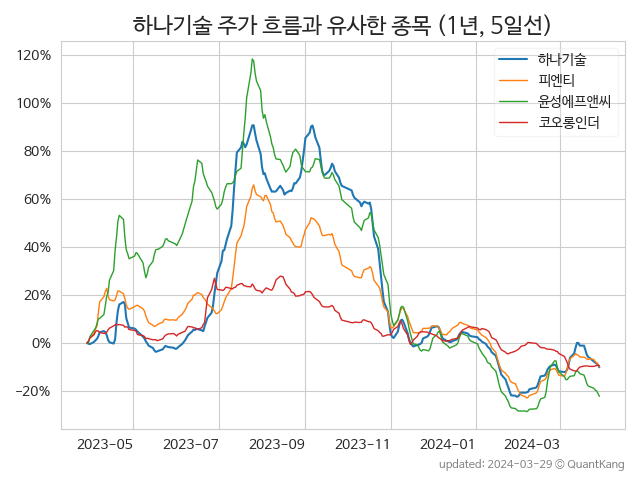 하나기술 주가 흐름과 유사한 종목 (1년, 5일선)
하나기술
피엔티
윤성에프앤씨
코오롱인더
120%
100%
80%
60%
40%
20%
0%
−20%
2023-05
2023-07
2023-09
2023-11
2024-01
2024-03
updated: 2024-03-29 © QuantKang